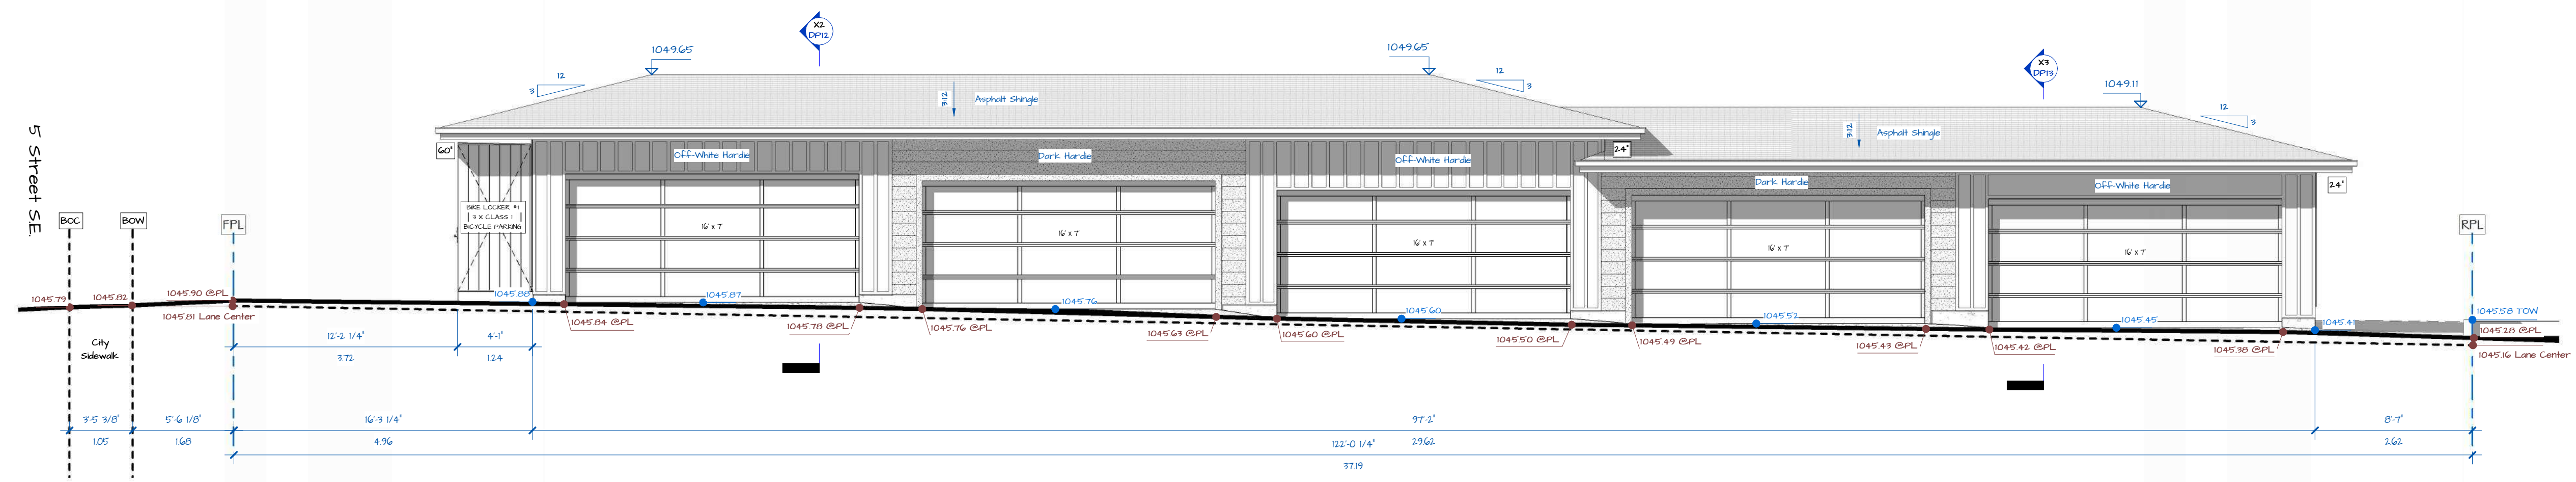 X2
DP12
1049.65
1049.65
X3
DP13
1049.11
12
3
3:12
Asphalt Shingle
12
3
3:12
Asphalt Shingle
12
3
5 Street S.E.
60"
Off-White Hardie
Dark Hardie
Off-White Hardie
24"
Dark Hardie
Off-White Hardie
24"
BIKE LOCKER #1
3 X CLASS 1
BICYCLE PARKING
16' x 7'
16' x 7'
16' x 7'
16' x 7'
16' x 7'
BOC
BOW
FPL
RPL
1045.79
1045.82
1045.90 @PL
1045.81 Lane Center
1045.88
1045.87
1045.76
1045.60
1045.52
1045.45
1045.41
1045.58 TOW
1045.28 @PL
1045.16 Lane Center
1045.84 @PL
1045.78 @PL
1045.76 @PL
1045.63 @PL
1045.60 @PL
1045.50 @PL
1045.49 @PL
1045.43 @PL
1045.42 @PL
1045.38 @PL
City
Sidewalk
12'-2 1/4"
3.72
4'-1"
1.24
3'-5 3/8"
1.05
5'-6 1/8"
1.68
16'-3 1/4"
4.96
97'-2"
29.62
8'-7"
2.62
122'-0 1/4"
37.19